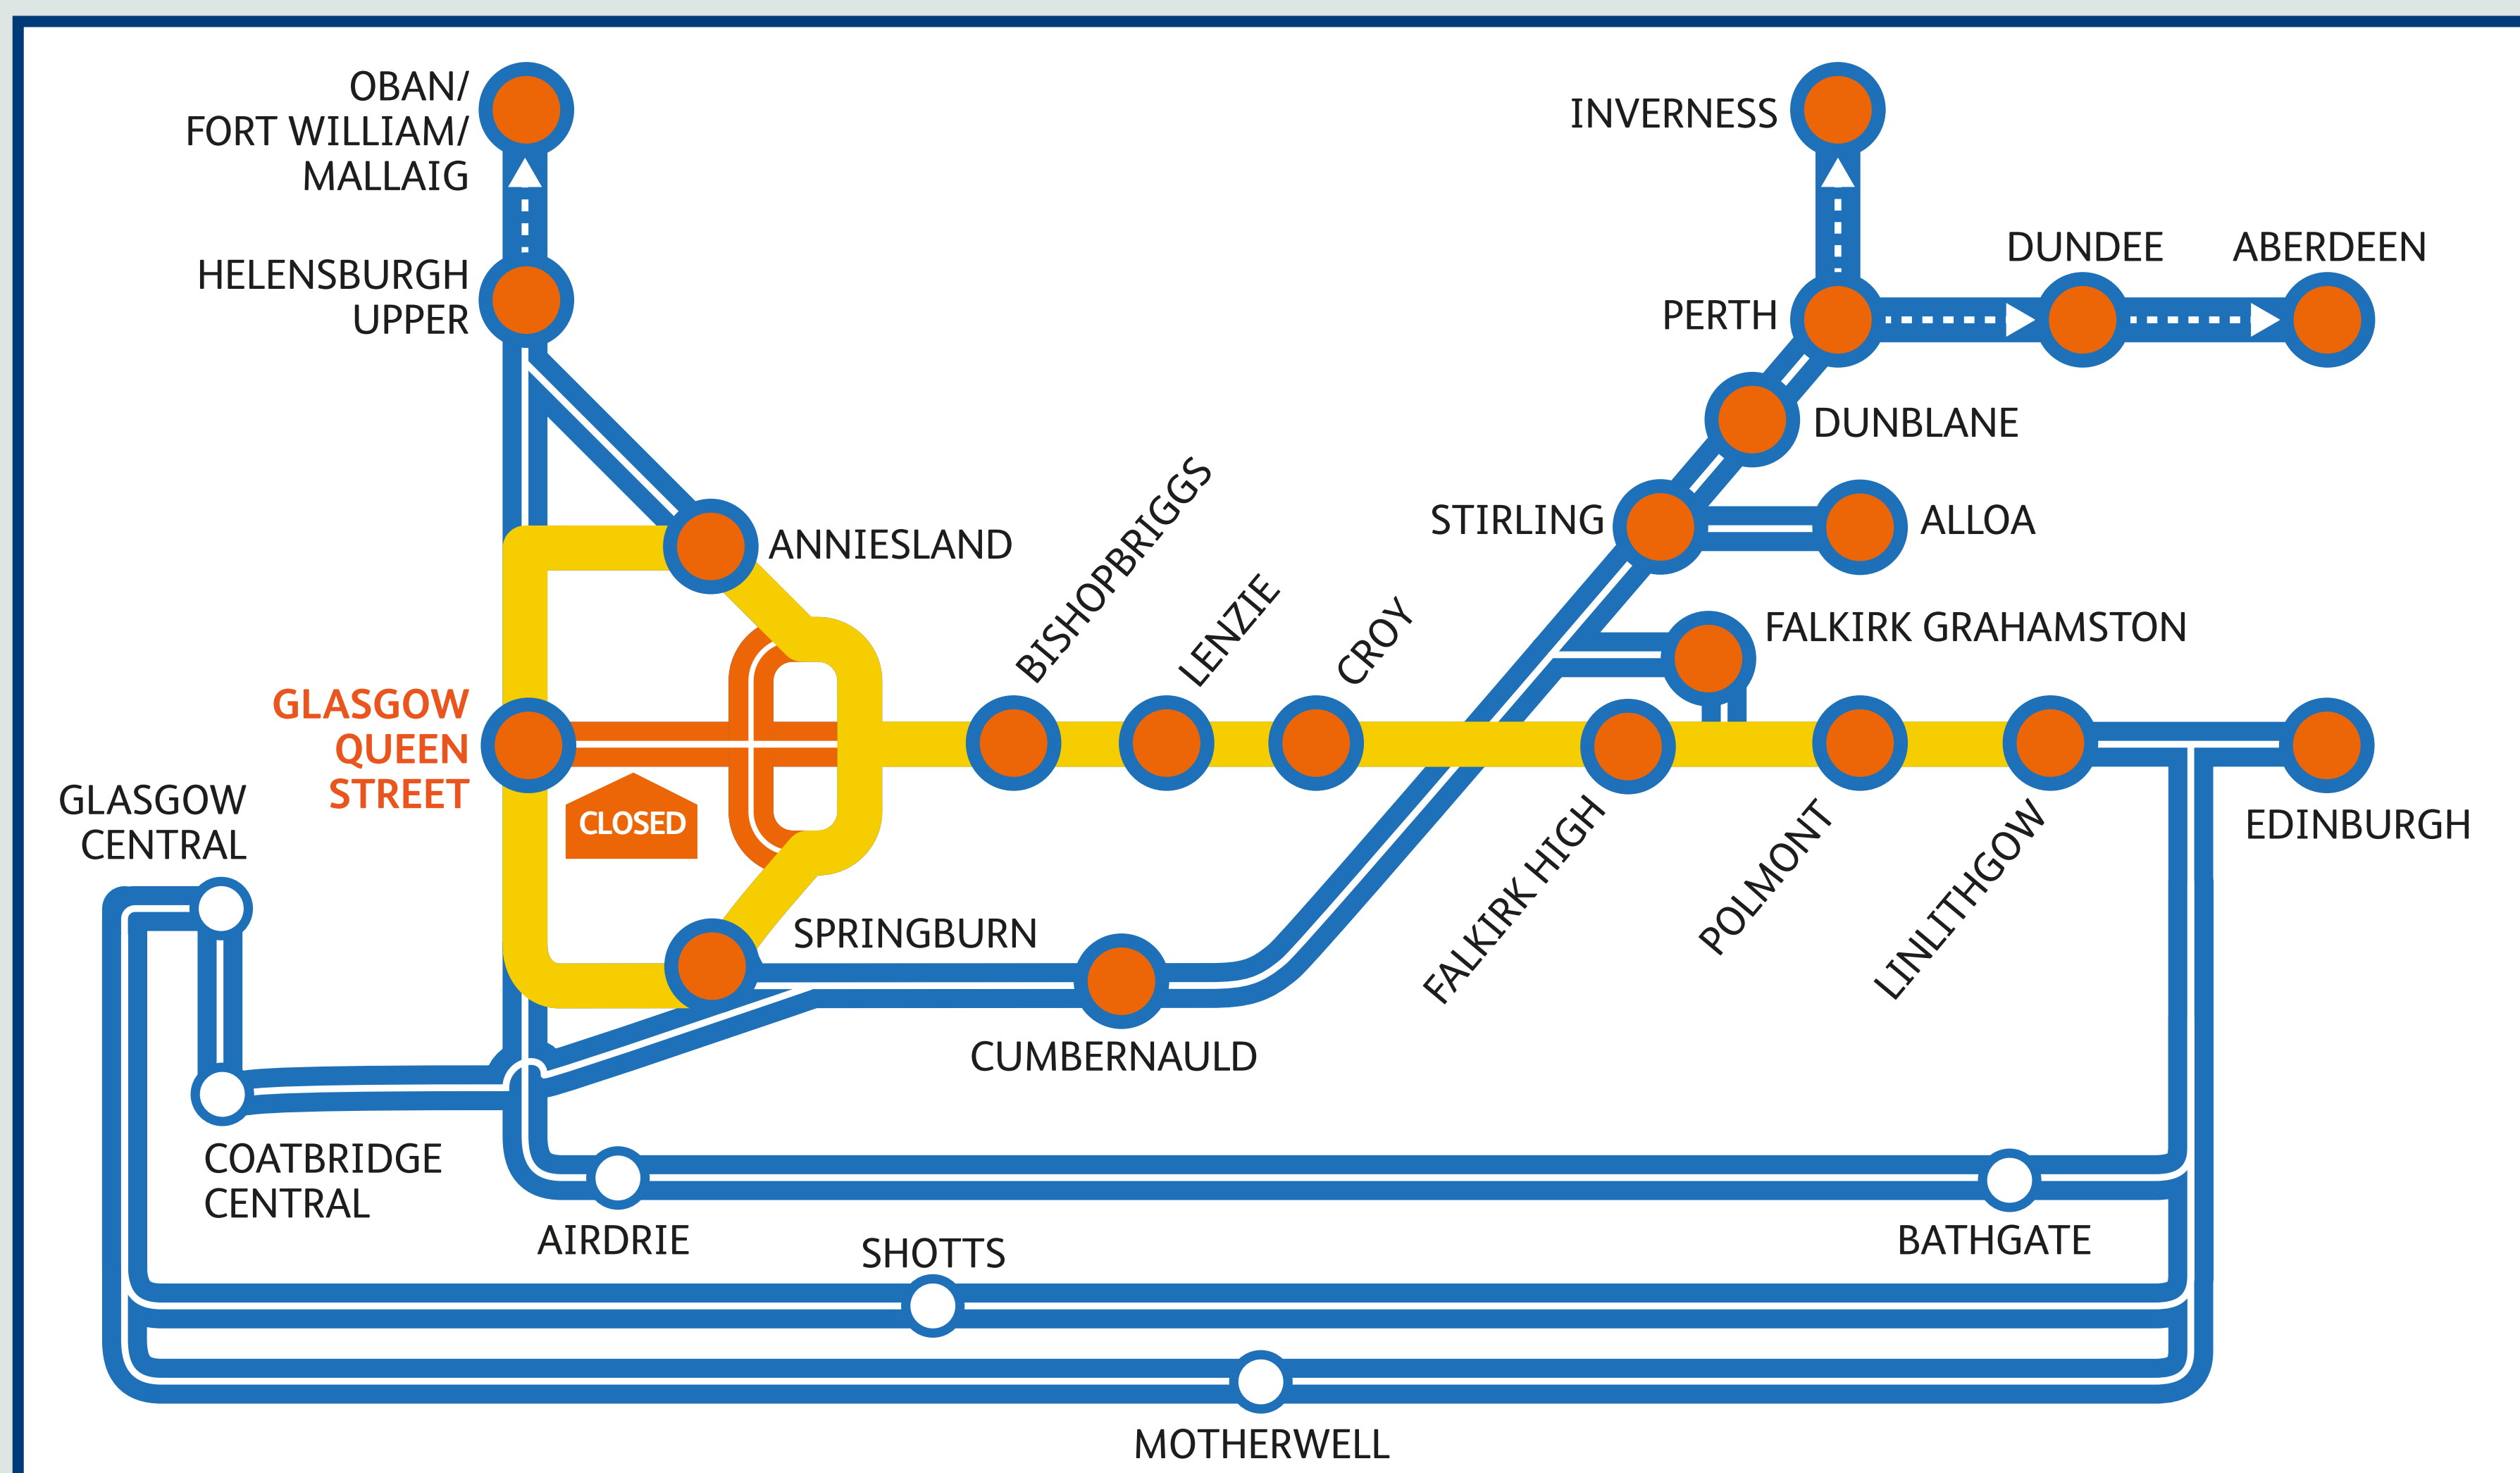 OBAN/
FORT WILLIAM/
MALLAIG
INVERNESS
HELENSBURGH
UPPER
DUNDEE
ABERDEEN
PERTH
DUNBLANE
ANNIESLAND
BISHOPBRIGGS
LENZIE
CROY
STIRLING
ALLOA
FALKIRK GRAHAMSTON
GLASGOW
QUEEN
STREET
CLOSED
GLASGOW
CENTRAL
FALKIRK HIGH
POLMONT
LINLITHGOW
EDINBURGH
SPRINGBURN
CUMBERNAULD
COATBRIDGE
CENTRAL
AIRDRIE
BATHGATE
SHOTTS
MOTHERWELL